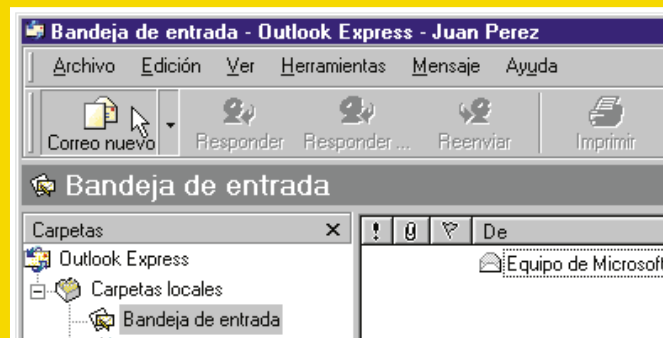 Bandeja de entrada - Outlook Express - Juan Perez
Archivo Edición Ver Herramientas Mensaje Ayuda
Correo nuevo Responder Responder ... Reenviar Imprimir
Bandeja de entrada
Carpetas × ! De
Outlook Express Equipo de Microsoft
Carpetas locales
Bandeja de entrada